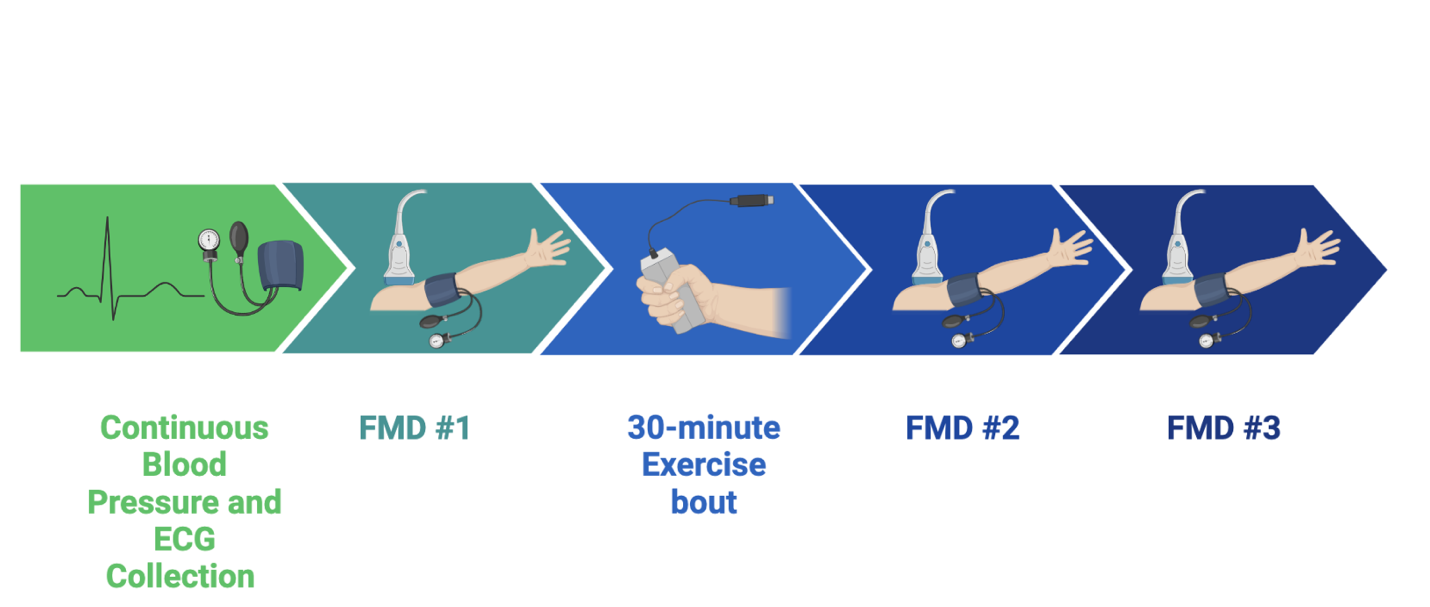 Continuous
Blood
Pressure and
ECG
Collection
FMD #1
30-minute
Exercise
bout
FMD #2
FMD #3